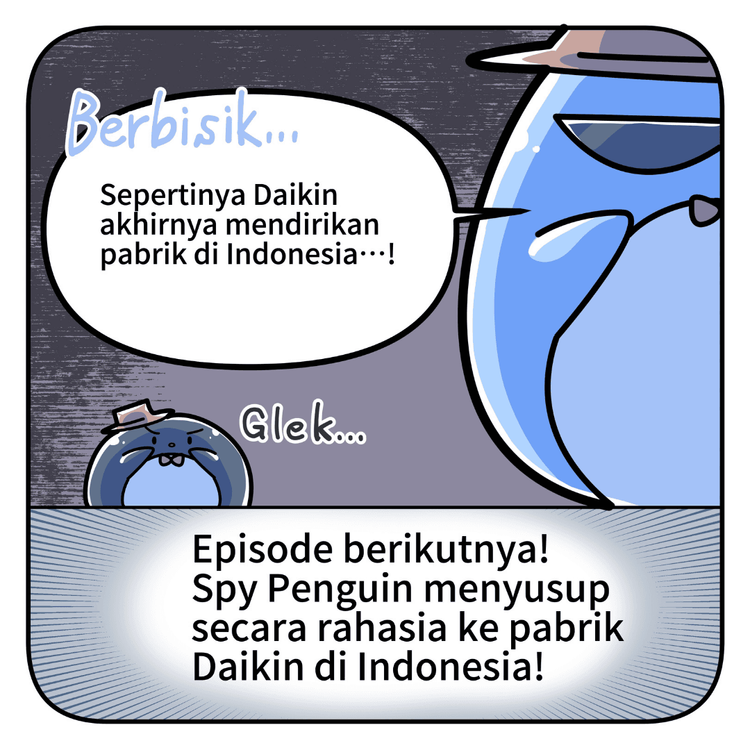 Berbisik...
Sepertinya Daikin
akhirnya mendirikan
pabrik di Indonesia…!
Glek...
Episode berikutnya!
Spy Penguin menyusup
secara rahasia ke pabrik
Daikin di Indonesia!